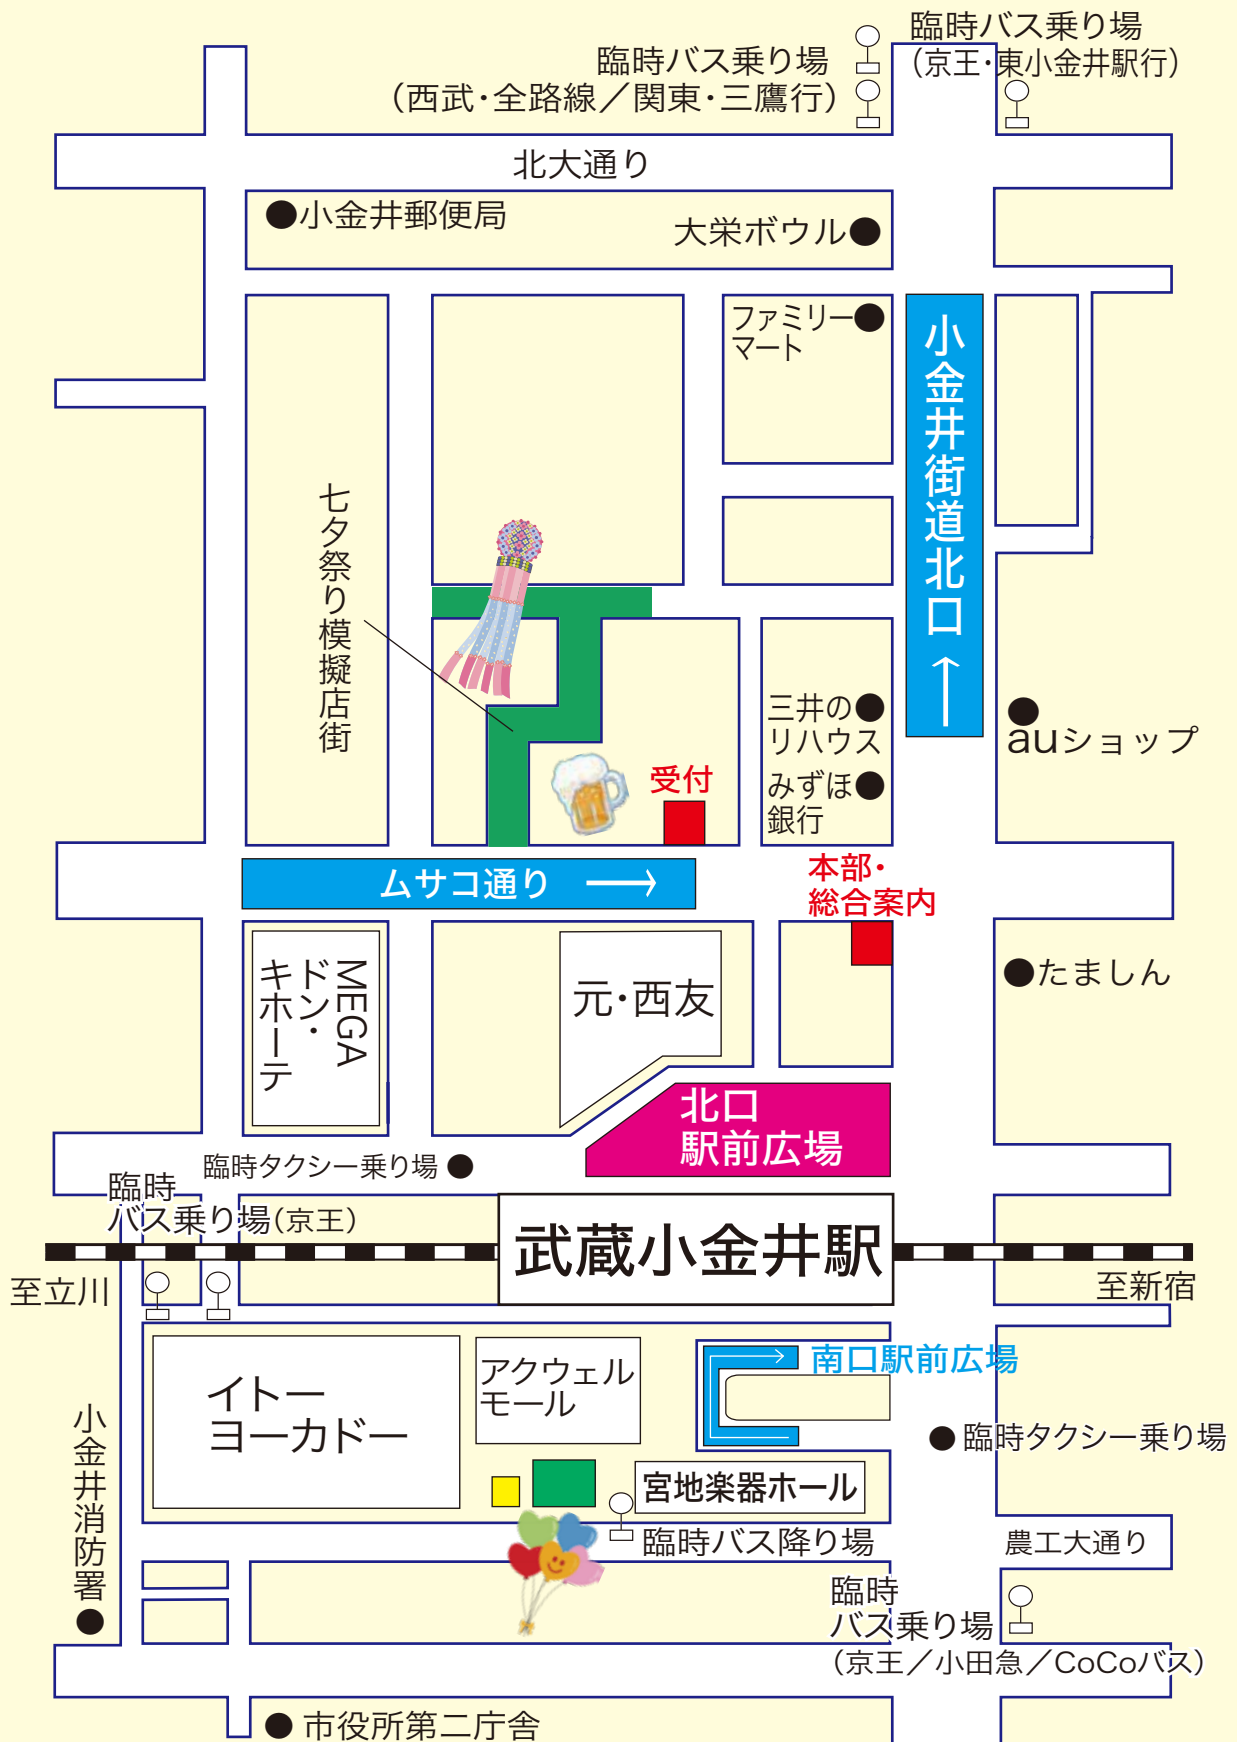 臨時バス乗り場
（京王・東小金井駅行）
臨時バス乗り場
（西武・全路線／関東・三鷹行）
北大通り
●小金井郵便局
大栄ボウル●
ファミリー●
マート
小金井街道北口↑
七夕祭り模擬店街
三井の●
リハウス
みずほ●
銀行
●
auショップ
受付
ムサコ通り →
本部・
総合案内
MEGA
ドン・
キホーテ
元・西友
●たましん
北口
駅前広場
臨時タクシー乗り場●
臨時
バス乗り場（京王）
武蔵小金井駅
至立川
至新宿
イトー
ヨーカドー
アクウェル
モール
南口駅前広場
●臨時タクシー乗り場
小金井消防署●
宮地楽器ホール
臨時バス降り場
農工大通り
臨時
バス乗り場
（京王／小田急／CoCoバス）
●市役所第二庁舎